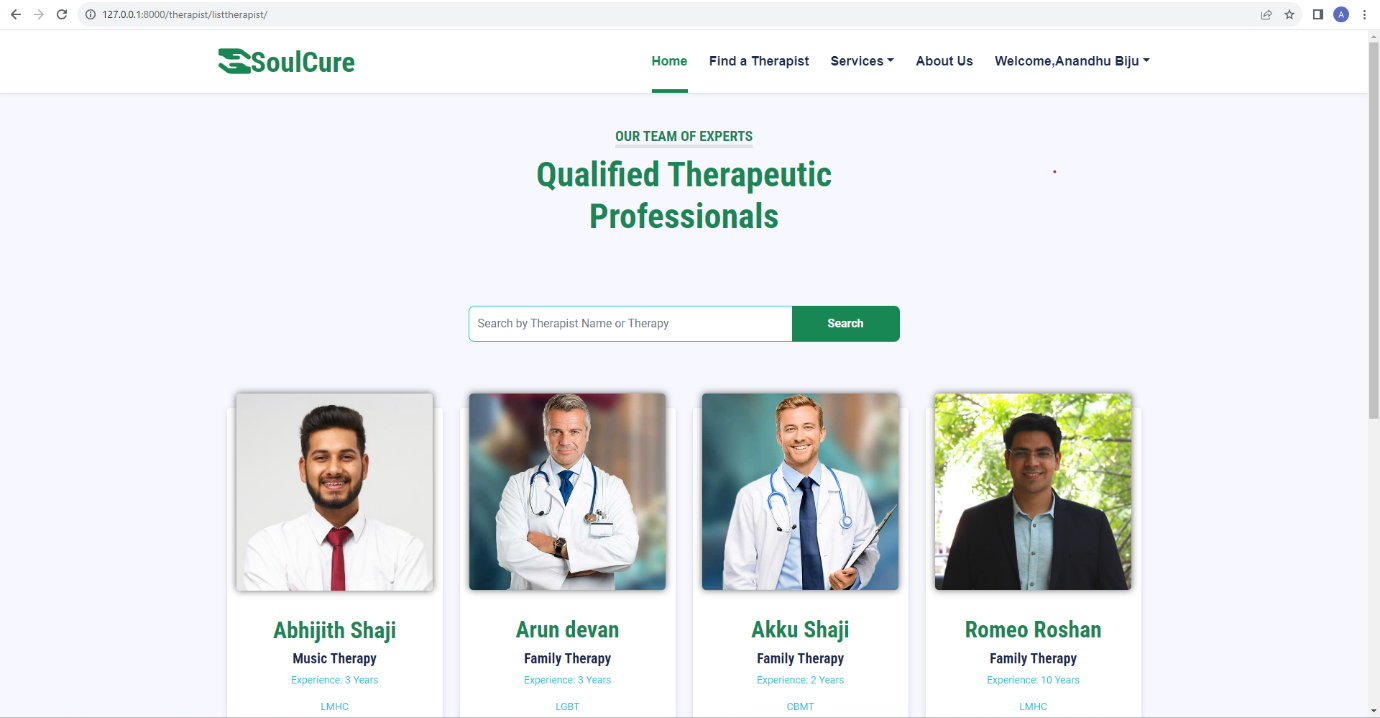 127.0.0.1:8000/therapist/listtherapist/
A
SoulCure
Home Find a Therapist Services About Us Welcome,Anandhu Biju
OUR TEAM OF EXPERTS
Qualified Therapeutic
Professionals
Search by Therapist Name or Therapy Search
Abhijith Shaji Arun devan Akku Shaji Romeo Roshan
Music Therapy Family Therapy Family Therapy Family Therapy
Experience: 3 Years Experience: 3 Years Experience: 2 Years Experience: 10 Years
LMHC LGBT CBMT LMHC